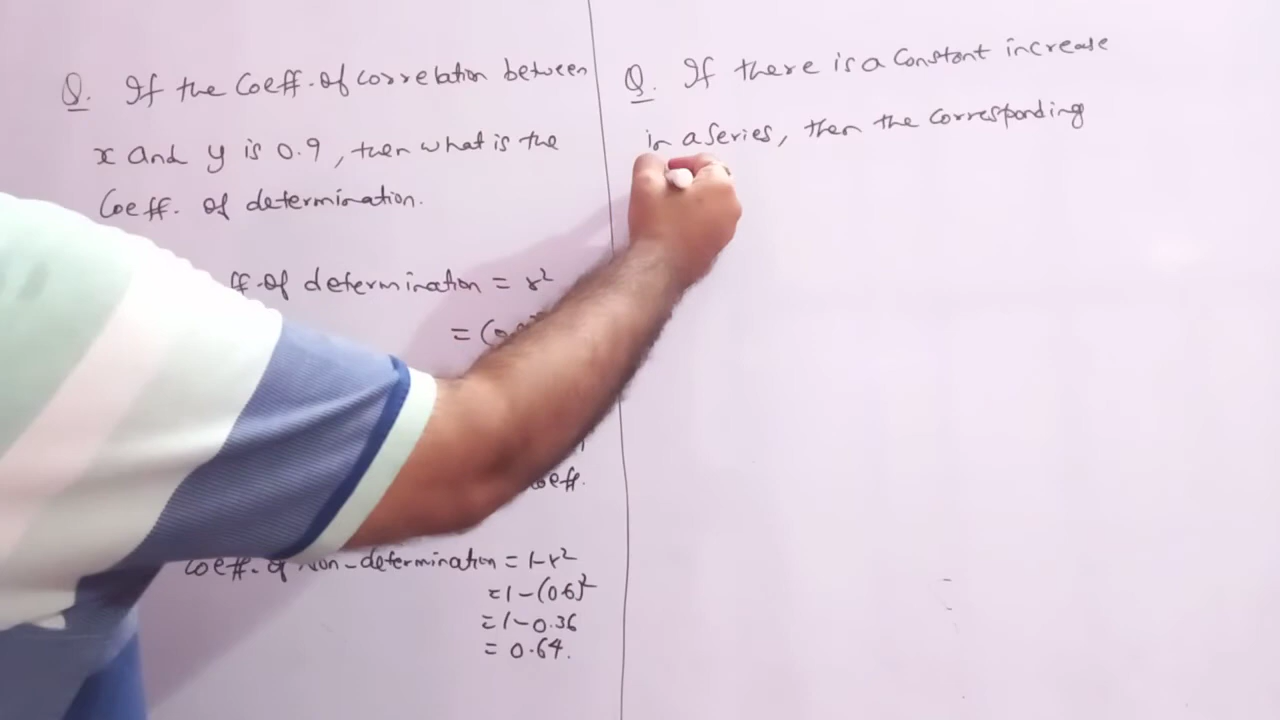 Q. If the Coeff. of correlation between
x and y is 0.9, then what is the
Coeff. of determination.
ff. of determination = r²
= (0.9)²
oeff.
Coeff. of Non-determination = 1-r²
= 1-(0.6)²
= 1-0.36
= 0.64.
Q. If there is a Constant increase
in a Series, then the corresponding